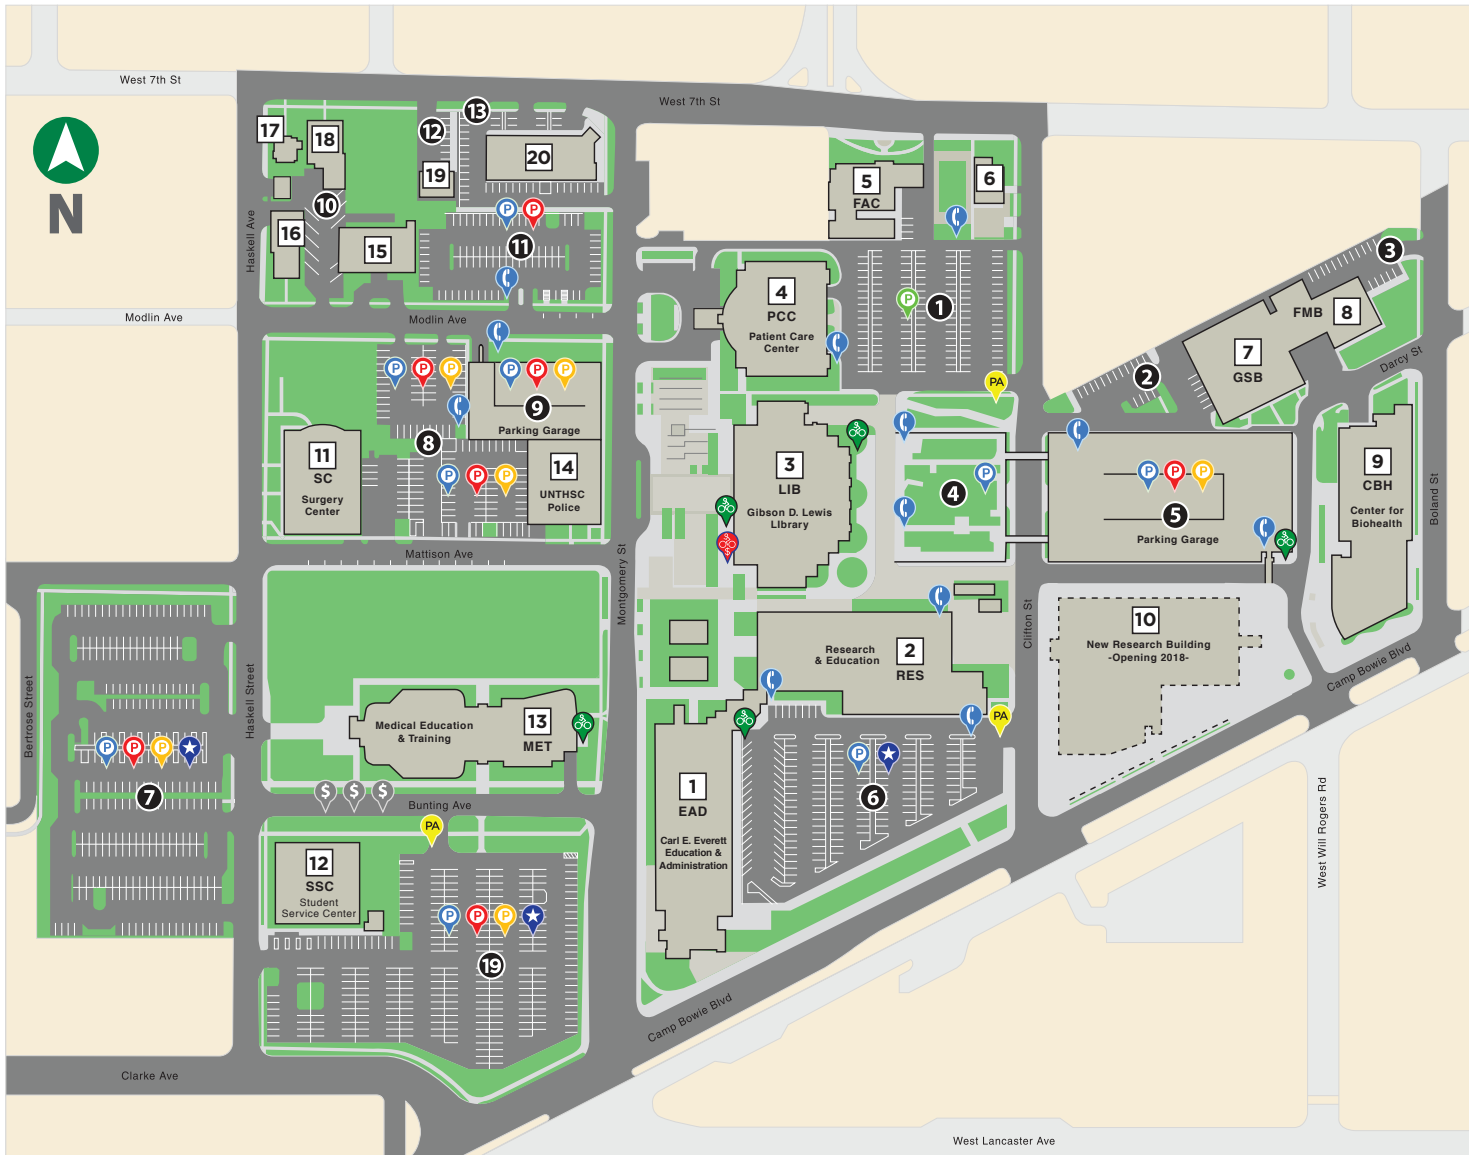 West 7th St
West 7th St
N
17
18
12
13
19
20
10
16
15
11
P
P
Haskell Ave
Modlin Ave
Modlin Ave
5
FAC
6
4
PCC
Patient Care
Center
P
1
3
FMB
8
7
GSB
2
Darcy St
PA
P
P
P
P
P
P
9
Parking Garage
8
11
SC
Surgery
Center
P
P
P
14
UNTHSC
Police
Mattison Ave
3
LIB
Gibson D. Lewis
LIbrary
P
4
P
P
P
5
Parking Garage
9
CBH
Center for
Biohealth
Boland St
Montgomery St
Clifton St
10
New Research Building
-Opening 2018-
Camp Bowie Blvd
2
RES
Research
& Education
PA
Bertrose Street
Haskell Street
P
P
P
7
Medical Education
& Training
13
MET
$
$
$
Bunting Ave
PA
1
EAD
Carl E. Everett
Education &
Administration
P
6
West Will Rogers Rd
12
SSC
Student
Service Center
P
P
P
19
Camp Bowie Blvd
Clarke Ave
West Lancaster Ave